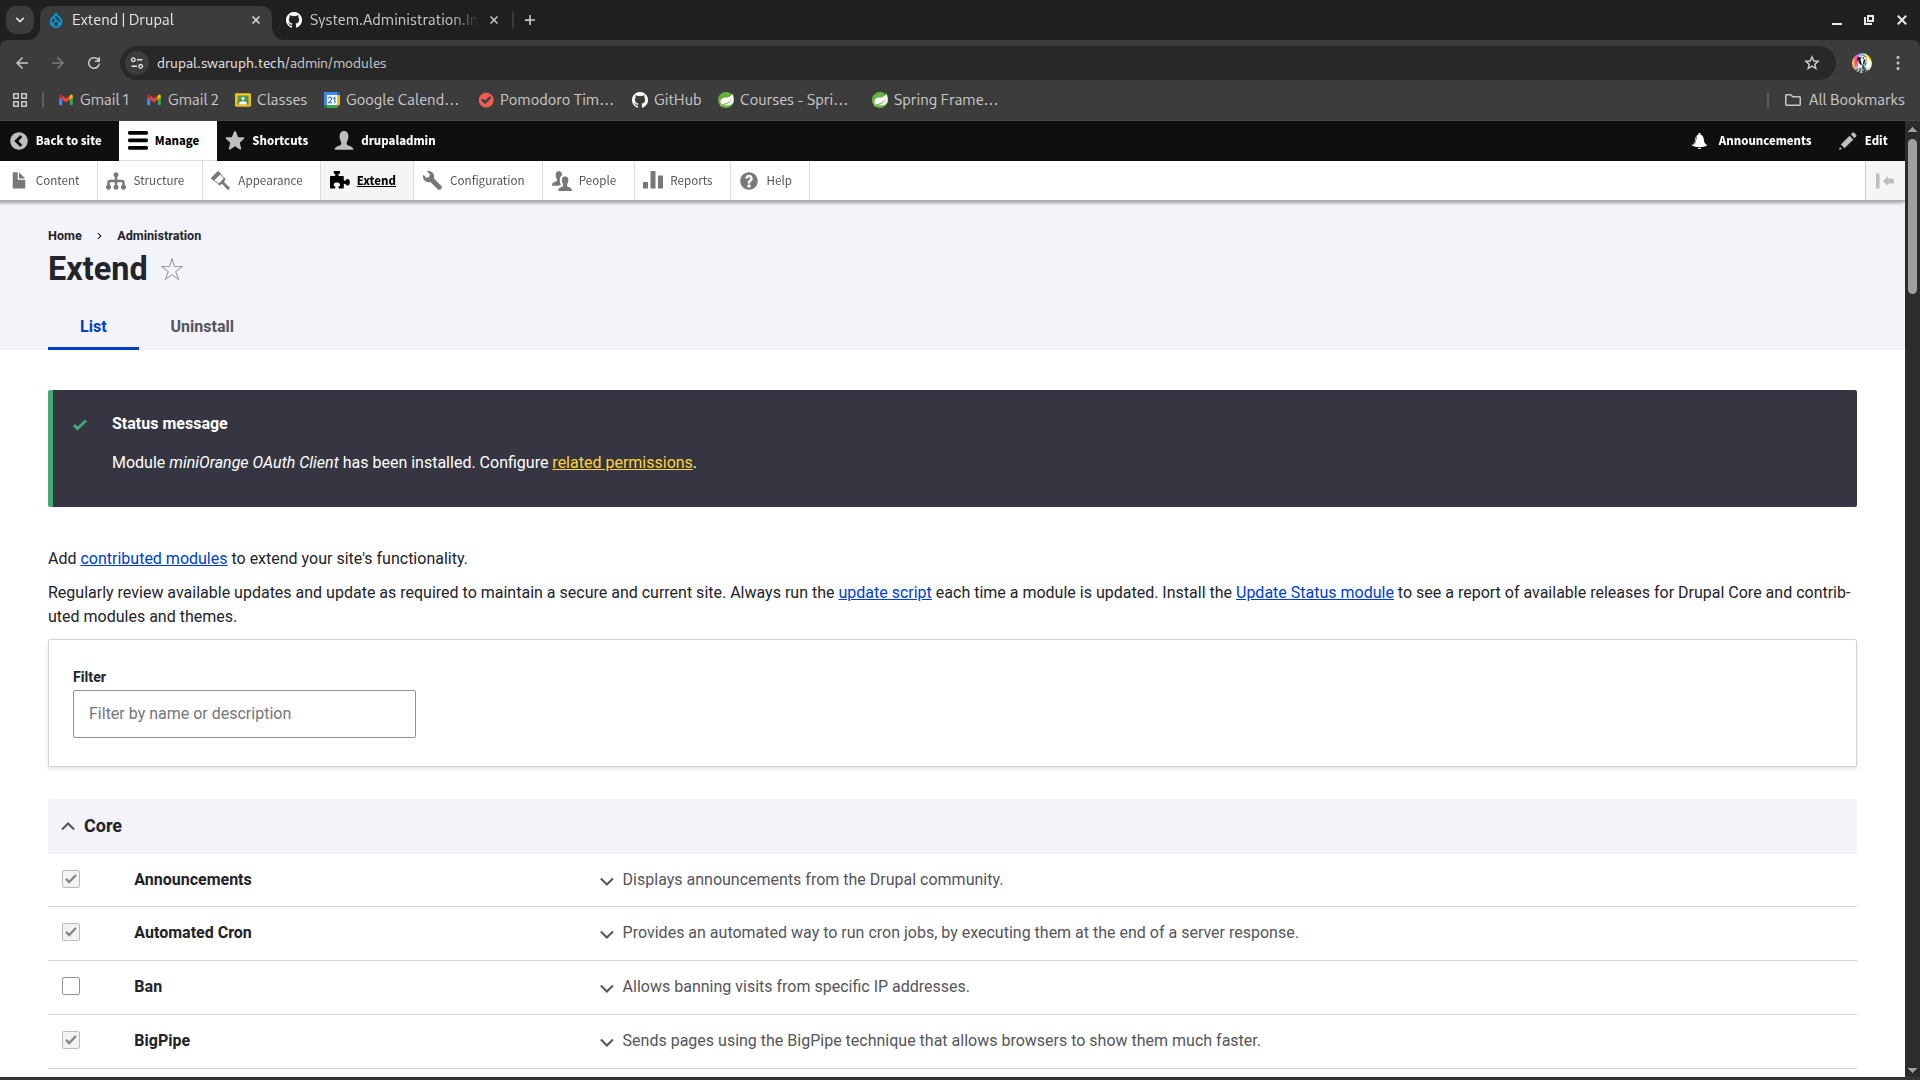 Extend | Drupal
System.Administration.
drupal.swaruph.tech/admin/modules
Gmail 1
Gmail 2
Classes
Google Calend...
Pomodoro Tim...
GitHub
Courses - Spri...
Spring Frame...
All Bookmarks
Back to site
Manage
Shortcuts
drupaladmin
Announcements
Edit
Content
Structure
Appearance
Extend
Configuration
People
Reports
Help
Home > Administration
Extend
List
Uninstall
Status message
Module miniOrange OAuth Client has been installed. Configure related permissions.
Add contributed modules to extend your site's functionality.
Regularly review available updates and update as required to maintain a secure and current site. Always run the update script each time a module is updated. Install the Update Status module to see a report of available releases for Drupal Core and contrib-
uted modules and themes.
Filter
Filter by name or description
Core
Announcements
Displays announcements from the Drupal community.
Automated Cron
Provides an automated way to run cron jobs, by executing them at the end of a server response.
Ban
Allows banning visits from specific IP addresses.
BigPipe
Sends pages using the BigPipe technique that allows browsers to show them much faster.